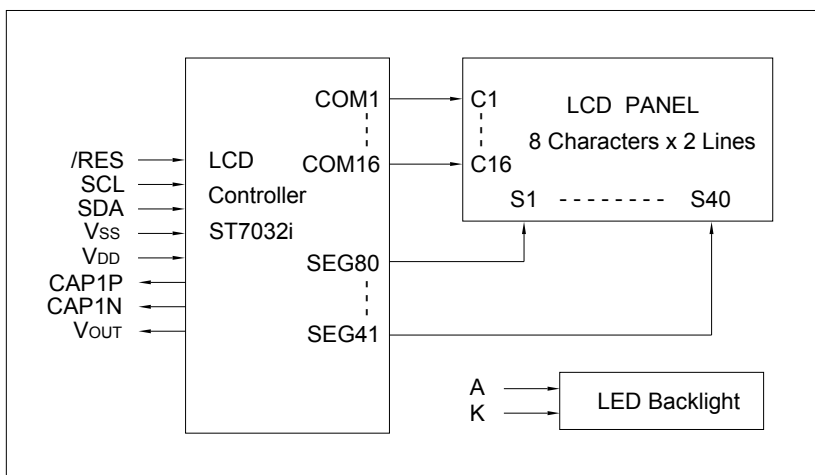 /RES
SCL
SDA
VSS
VDD
CAP1P
CAP1N
VOUT
LCD
Controller
ST7032i
COM1
COM16
SEG80
SEG41
C1
C16
LCD PANEL
8 Characters x 2 Lines
S1 S40
A
K
LED Backlight